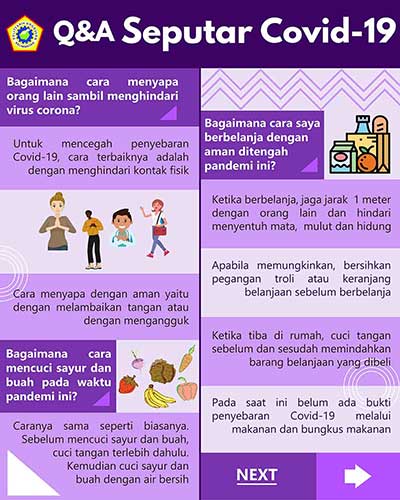 Q&A Seputar Covid-19
Bagaimana cara menyapa
orang lain sambil menghindari
virus corona?
Untuk mencegah penyebaran
Covid-19, cara terbaiknya adalah
dengan menghindari kontak fisik
Cara menyapa dengan aman yaitu
dengan melambaikan tangan atau
dengan mengangguk
Bagaimana cara
mencuci sayur dan
buah pada waktu
pandemi ini?
Caranya sama seperti biasanya.
Sebelum mencuci sayur dan buah,
cuci tangan terlebih dahulu.
Kemudian cuci sayur dan
buah dengan air bersih
Bagaimana cara saya
berbelanja dengan
aman ditengah
pandemi ini?
Ketika berbelanja, jaga jarak 1 meter
dengan orang lain dan hindari
menyentuh mata, mulut dan hidung
Apabila memungkinkan, bersihkan
pegangan troli atau keranjang
belanjaan sebelum berbelanja
Ketika tiba di rumah, cuci tangan
sebelum dan sesudah memindahkan
barang belanjaan yang dibeli
Pada saat ini belum ada bukti
penyebaran Covid-19 melalui
makanan dan bungkus makanan
NEXT